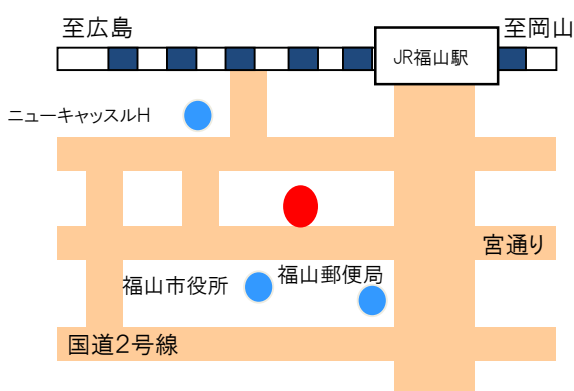 至広島
至岡山
JR福山駅
ニューキャッスルH
宮通り
福山市役所
福山郵便局
国道2号線